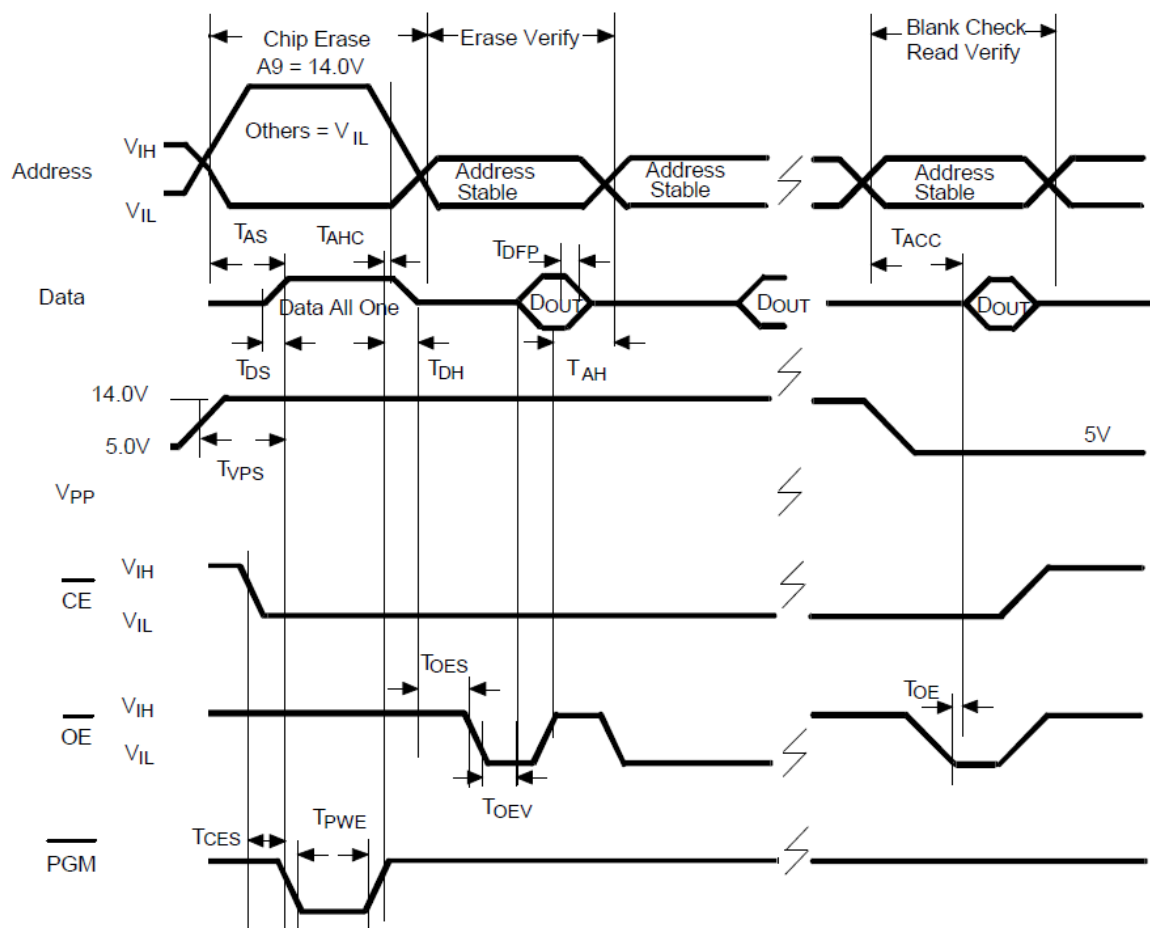 Chip Erase
A9 = 14.0V
Erase Verify
Blank Check
Read Verify
Others = VIL
VIH
Address
VIL
Address
Stable
Address
Stable
Address
Stable
TAS
TAHC
TDFP
TACC
Data
Data All One
DOUT
DOUT
DOUT
TDS
TDH
TAH
14.0V
5.0V
5V
TVPS
VPP
VIH
CE
VIL
TOES
TOE
VIH
OE
VIL
TOEV
TCES
TPWE
PGM